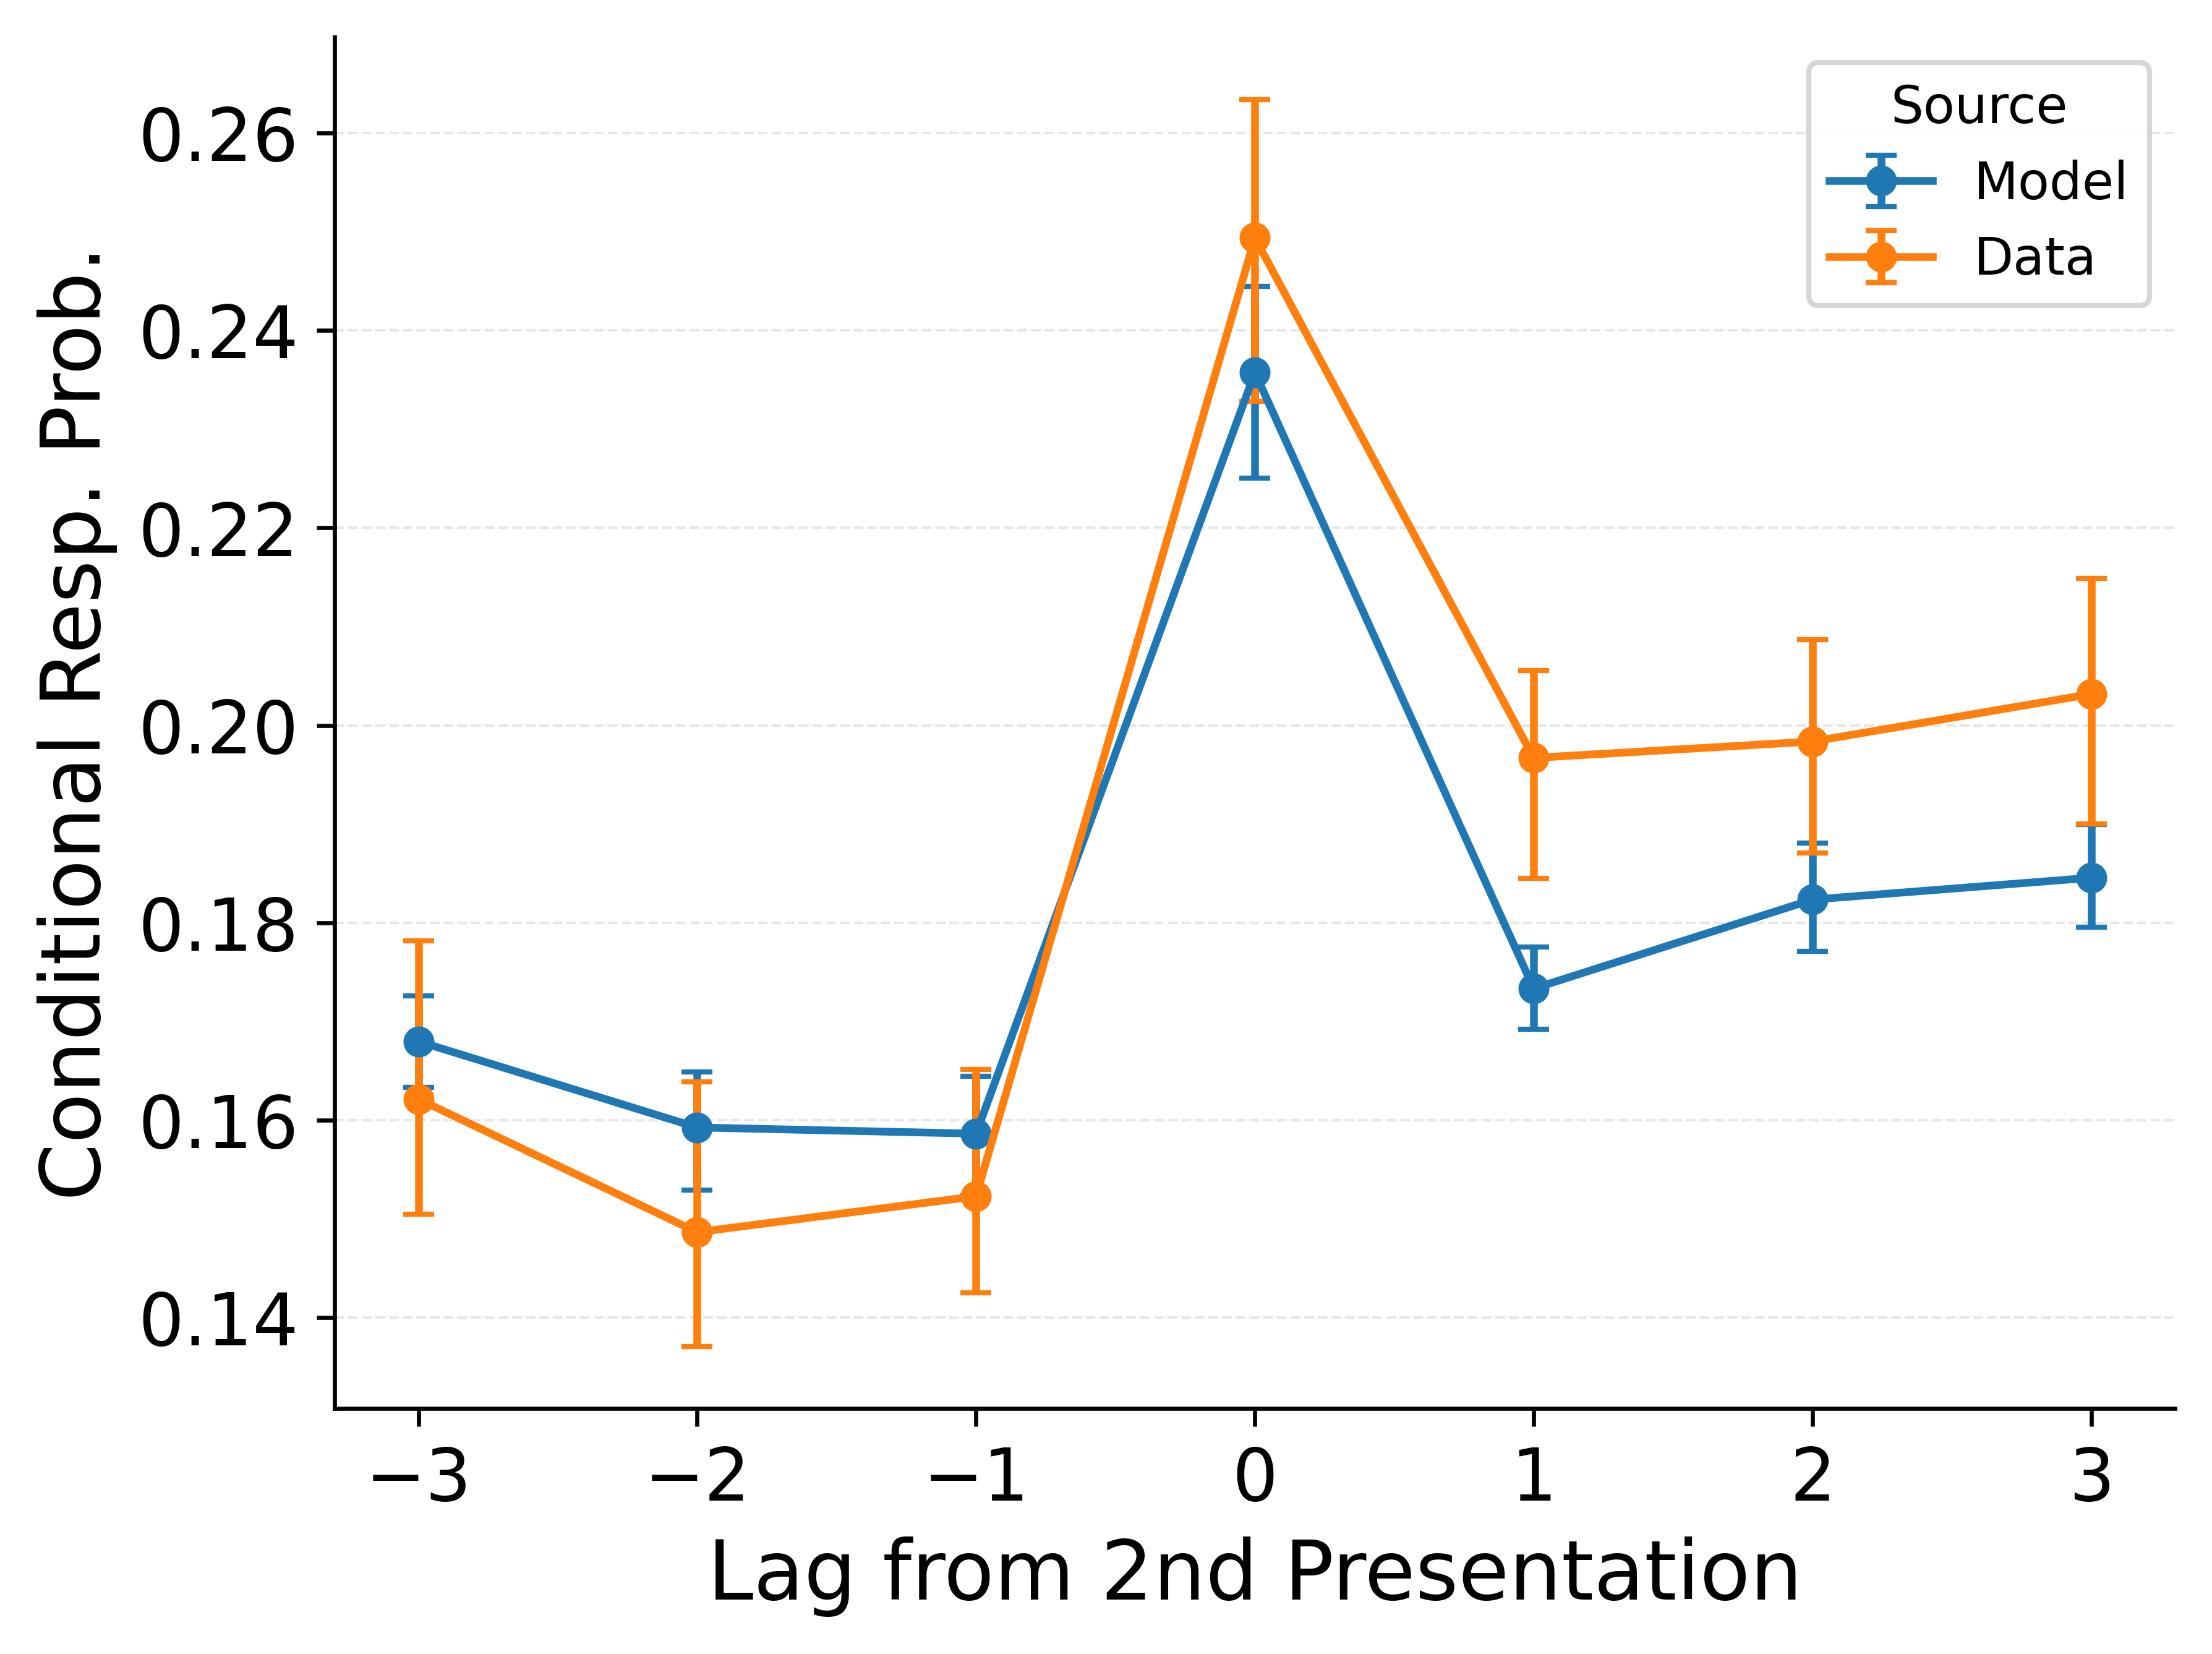 Source
Model
Data
Conditional Resp. Prob.
0.26
0.24
0.22
0.20
0.18
0.16
0.14
−3 −2 −1 0 1 2 3
Lag from 2nd Presentation